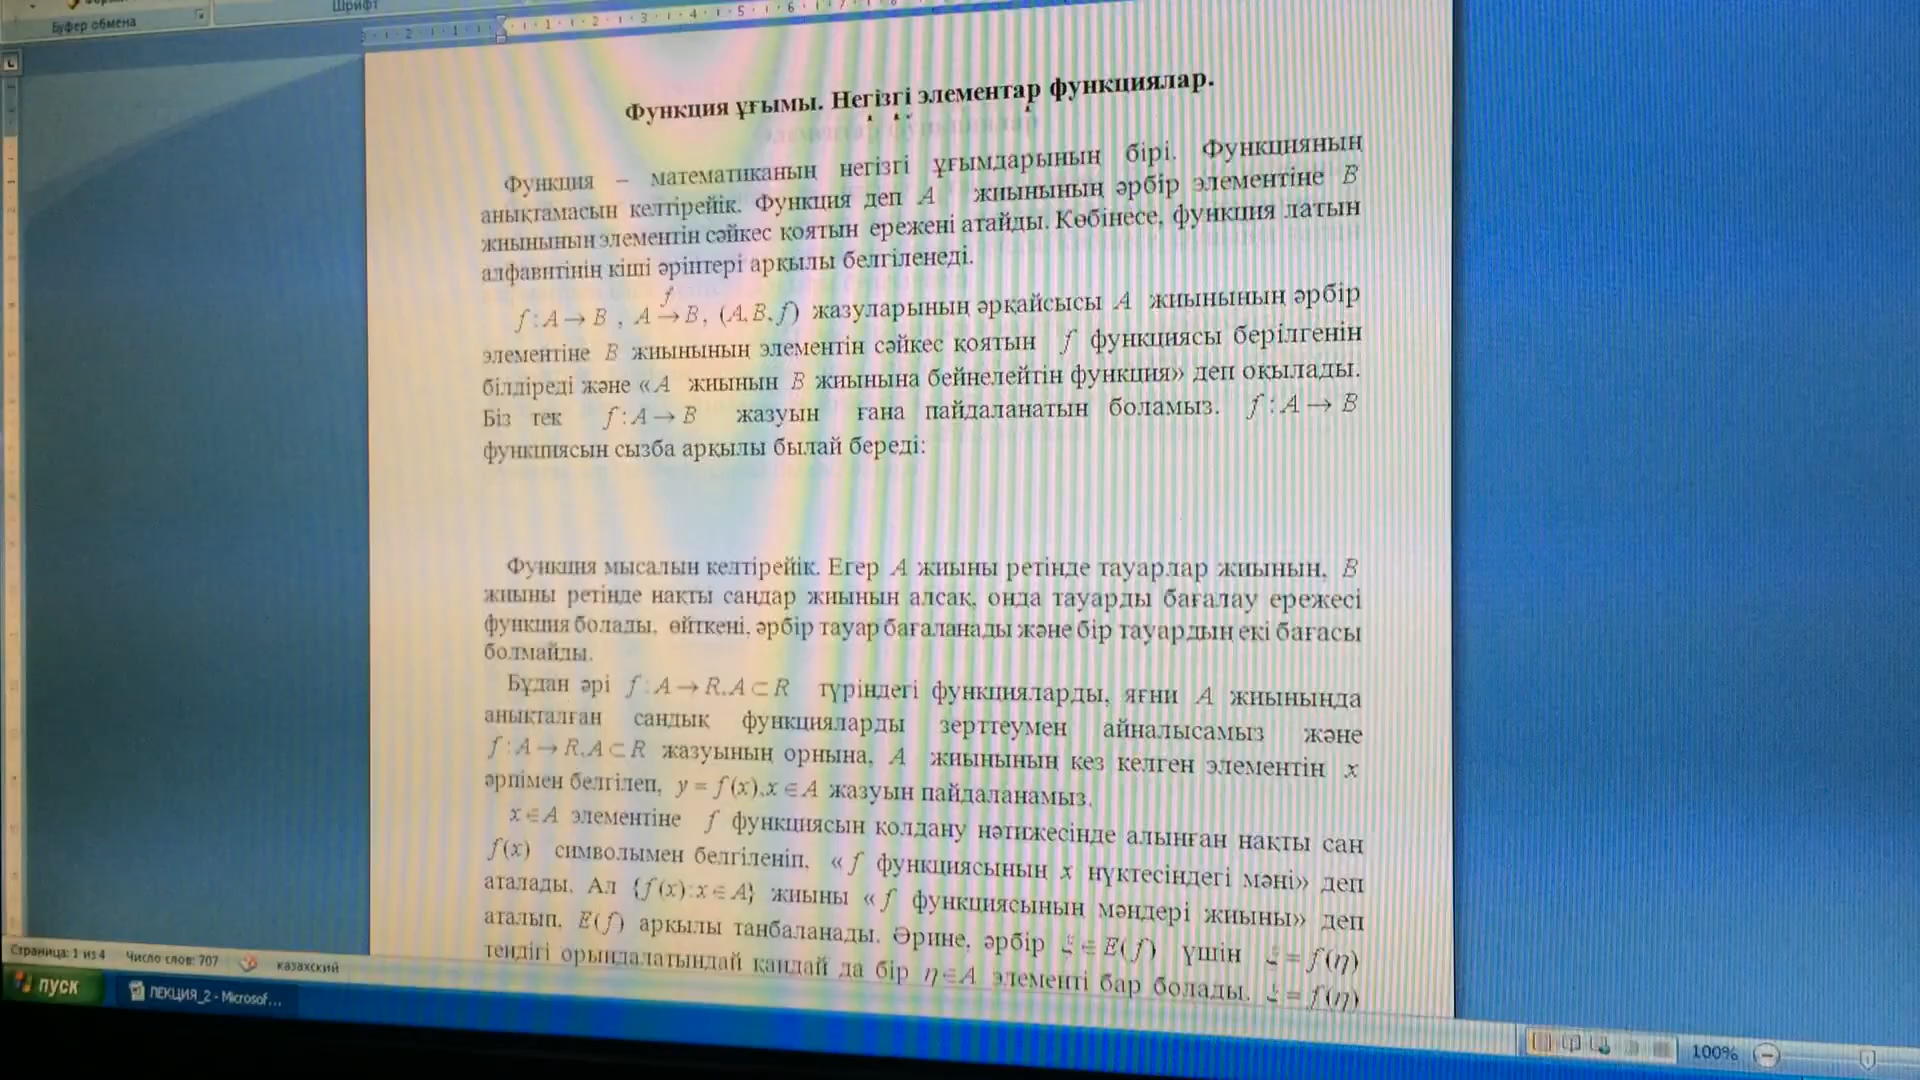 Шрифт
Буфер обмена
Функция ұғымы. Негізгі элементар функциялар.
Функция – математиканың негізгі ұғымдарының бірі. Функцияның
анықтамасын келтірейік. Функция деп A жиынының әрбір элементіне B
жиынының элементін сәйкес қоятын ережені атайды. Көбінесе, функция латын
алфавитінің кіші әріптері арқылы белгіленеді.
f : A → B , A →^f B, (A, B, f) жазуларының әрқайсысы A жиынының әрбір
элементіне B жиынының элементін сәйкес қоятын f функциясы берілгенін
білдіреді және «A жиынын B жиынына бейнелейтін функция» деп оқылады.
Біз тек f : A → B жазуын ғана пайдаланатын боламыз. f : A → B
функциясын сызба арқылы былай береді:
Функция мысалын келтірейік. Егер A жиыны ретінде тауарлар жиынын, B
жиыны ретінде нақты сандар жиынын алсақ, онда тауарды бағалау ережесі
функция болады, өйткені, әрбір тауар бағаланады және бір тауардың екі бағасы
болмайды.
Бұдан әрі f : A → R, A ⊂ R түріндегі функцияларды, яғни A жиынында
анықталған сандық функцияларды зерттеумен айналысамыз және
f : A → R, A ⊂ R жазуының орнына, A жиынының кез келген элементін x
әрпімен белгілеп, y = f(x), x ∈ A жазуын пайдаланамыз.
x ∈ A элементіне f функциясын қолдану нәтижесінде алынған нақты сан
f(x) символымен белгіленіп, «f функциясының x нүктесіндегі мәні» деп
аталады. Ал {f(x) : x ∈ A} жиыны «f функциясының мәндері жиыны» деп
аталып, E(f) арқылы таңбаланады. Әрине, әрбір ξ ∈ E(f) үшін ξ = f(η)
теңдігі орындалатындай қандай да бір η ∈ A элементі бар болады. ξ = f(η)
Страница: 1 из 4 Число слов: 707 казахский
100%
пуск ЛЕКЦИЯ_2 - Microsof...